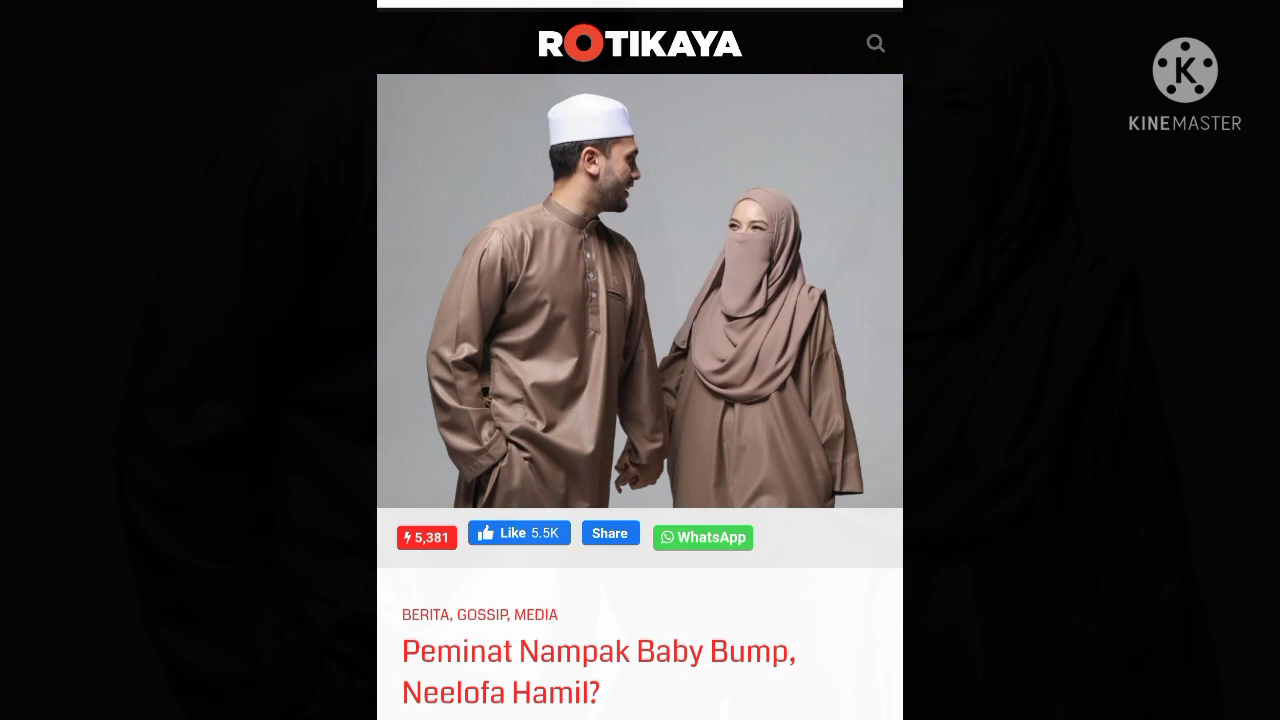 ROTIKAYA
KINEMASTER
5,381
Like 5.5K
Share
WhatsApp
BERITA, GOSSIP, MEDIA
Peminat Nampak Baby Bump,
Neelofa Hamil?